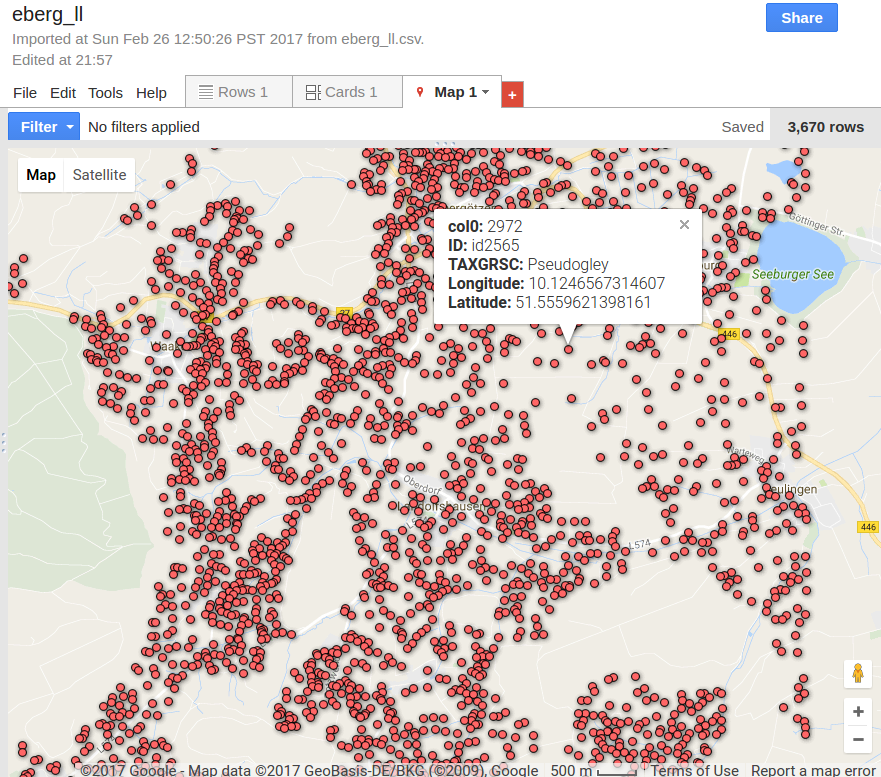 eberg_ll
Share
Imported at Sun Feb 26 12:50:26 PST 2017 from eberg_ll.csv.
Edited at 21:57
File Edit Tools Help Rows 1 Cards 1 Map 1 +
Filter No filters applied Saved 3,670 rows
Map Satellite
Göttinger Str.
col0: 2972
ID: id2565
TAXGRSC: Pseudogley
Longitude: 10.1246567314607
Latitude: 51.5559621398161
Seeburger See
27
446
Oberdorf
L574
446
©2017 Google - Map data ©2017 GeoBasis-DE/BKG (©2009), Google 500 m Terms of Use Report a map error